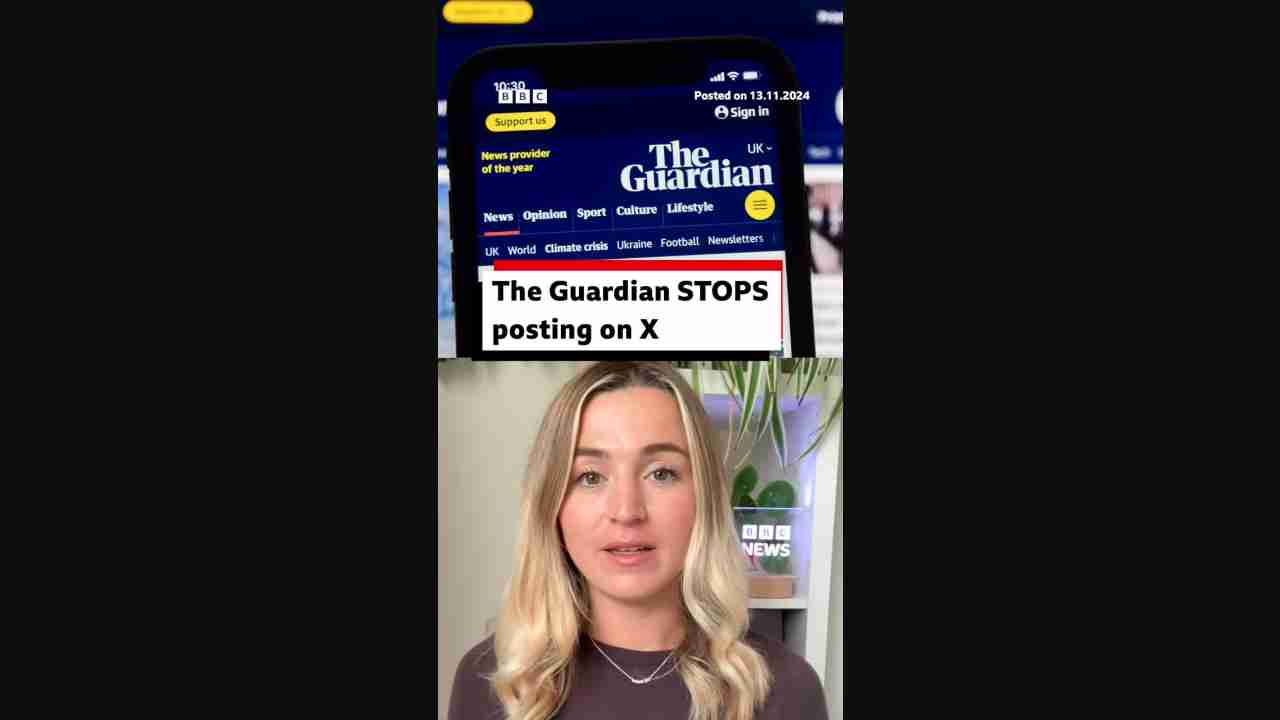 10:30
BBC
Posted on 13.11.2024
Support us
Sign in
News provider
of the year
The
Guardian
UK
News Opinion Sport Culture Lifestyle
UK World Climate crisis Ukraine Football Newsletters
The Guardian STOPS
posting on X
BBC
NEWS